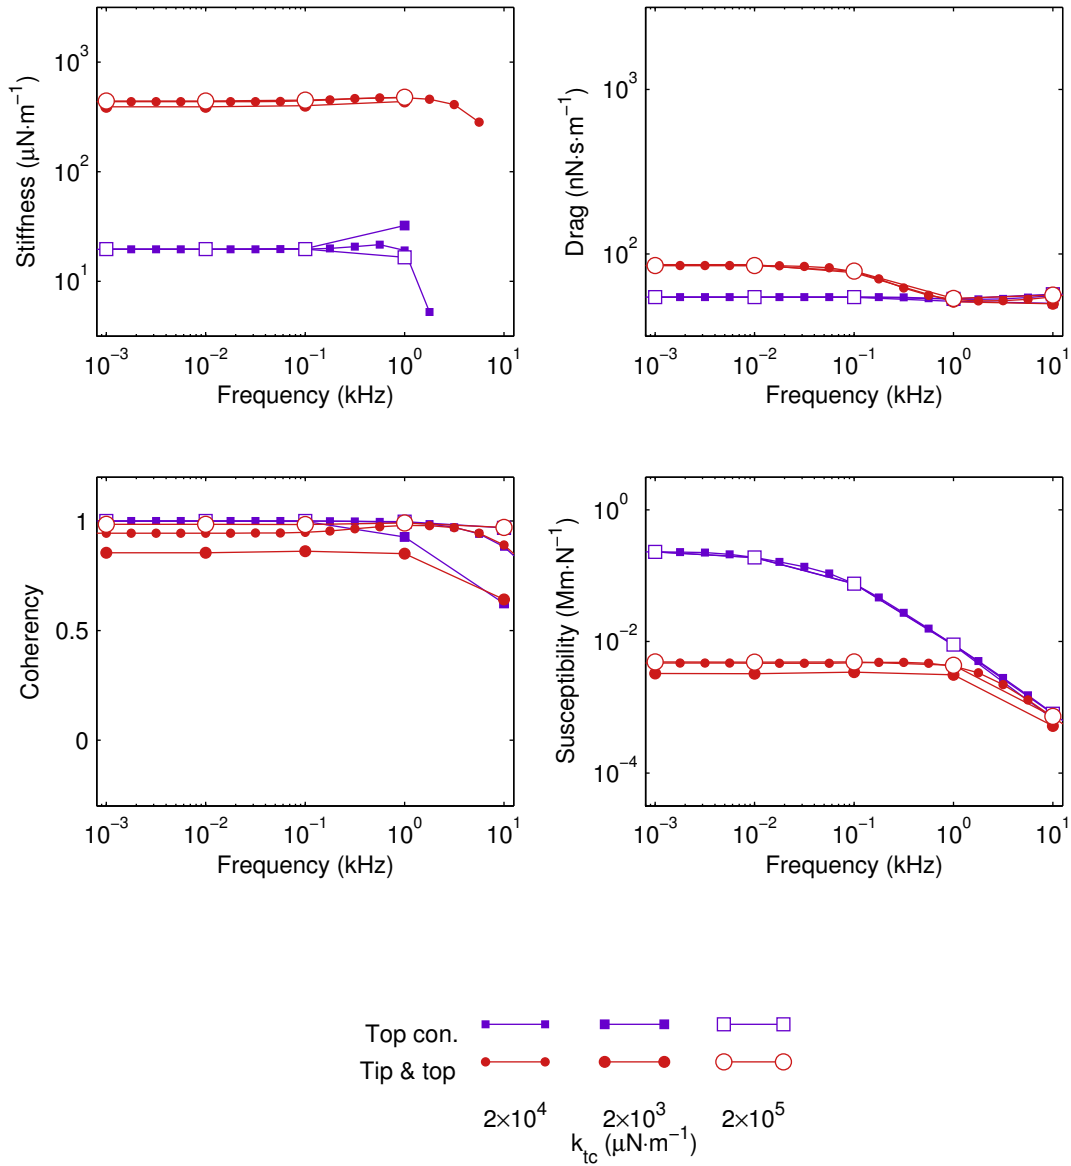 Stiffness (μN·m⁻¹)
10³
10²
10¹
10⁻³ 10⁻² 10⁻¹ 10⁰ 10¹
Frequency (kHz)
Drag (nN·s·m⁻¹)
10³
10²
10⁻³ 10⁻² 10⁻¹ 10⁰ 10¹
Frequency (kHz)
Coherency
1
0.5
0
10⁻³ 10⁻² 10⁻¹ 10⁰ 10¹
Frequency (kHz)
Susceptibility (Mm·N⁻¹)
10⁰
10⁻²
10⁻⁴
10⁻³ 10⁻² 10⁻¹ 10⁰ 10¹
Frequency (kHz)
Top con.
Tip & top
2×10⁴ 2×10³ 2×10⁵
k_tc (μN·m⁻¹)